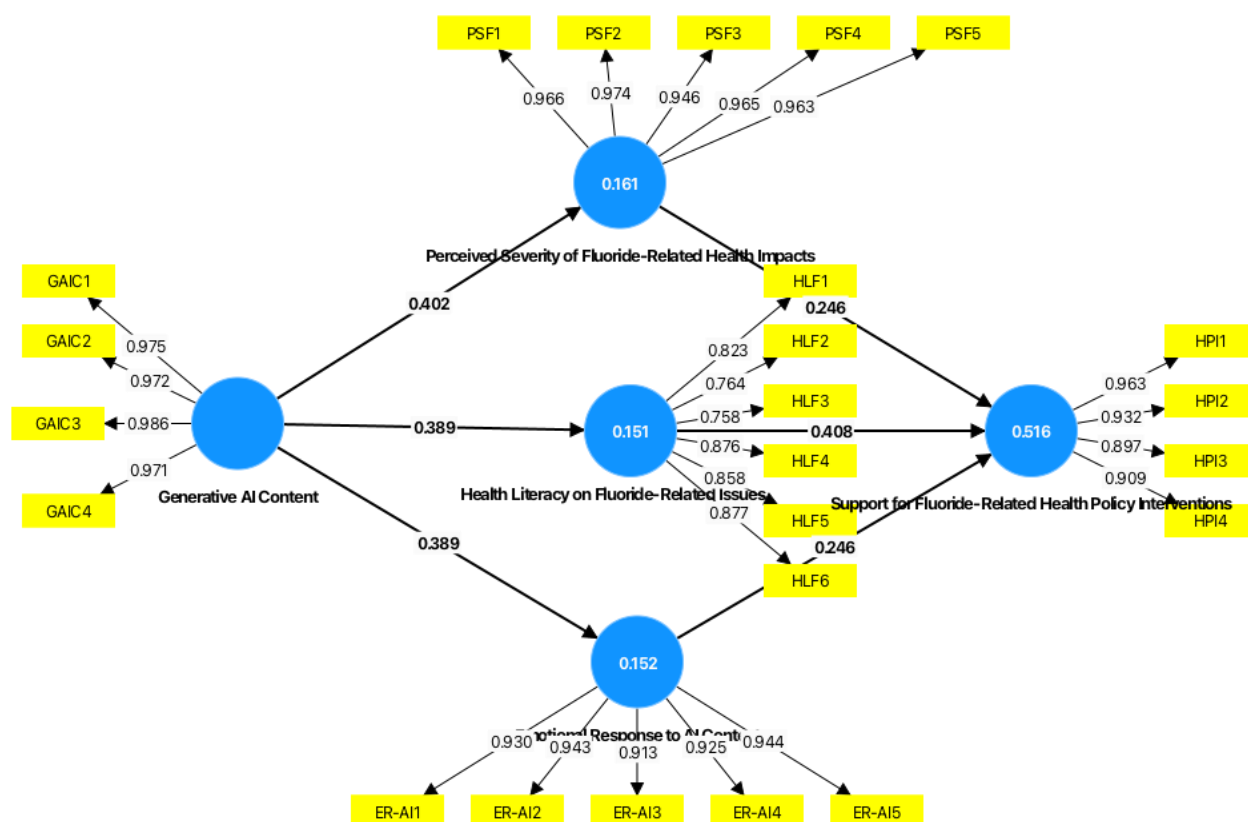 PSF1 PSF2 PSF3 PSF4 PSF5
0.966 0.974 0.946 0.965 0.963
0.161
Perceived Severity of Fluoride-Related Health Impacts
GAIC1
GAIC2
GAIC3
GAIC4
0.975
0.972
0.986
0.971
Generative AI Content
0.402
0.389
0.389
HLF1
HLF2
HLF3
HLF4
HLF5
HLF6
0.823
0.764
0.758
0.876
0.858
0.877
0.151
Health Literacy on Fluoride-Related Issues
0.246
0.408
0.246
HPI1
HPI2
HPI3
HPI4
0.963
0.932
0.897
0.909
0.516
Support for Fluoride-Related Health Policy Interventions
0.152
Emotional Response to AI Content
0.930 0.943 0.913 0.925 0.944
ER-AI1 ER-AI2 ER-AI3 ER-AI4 ER-AI5